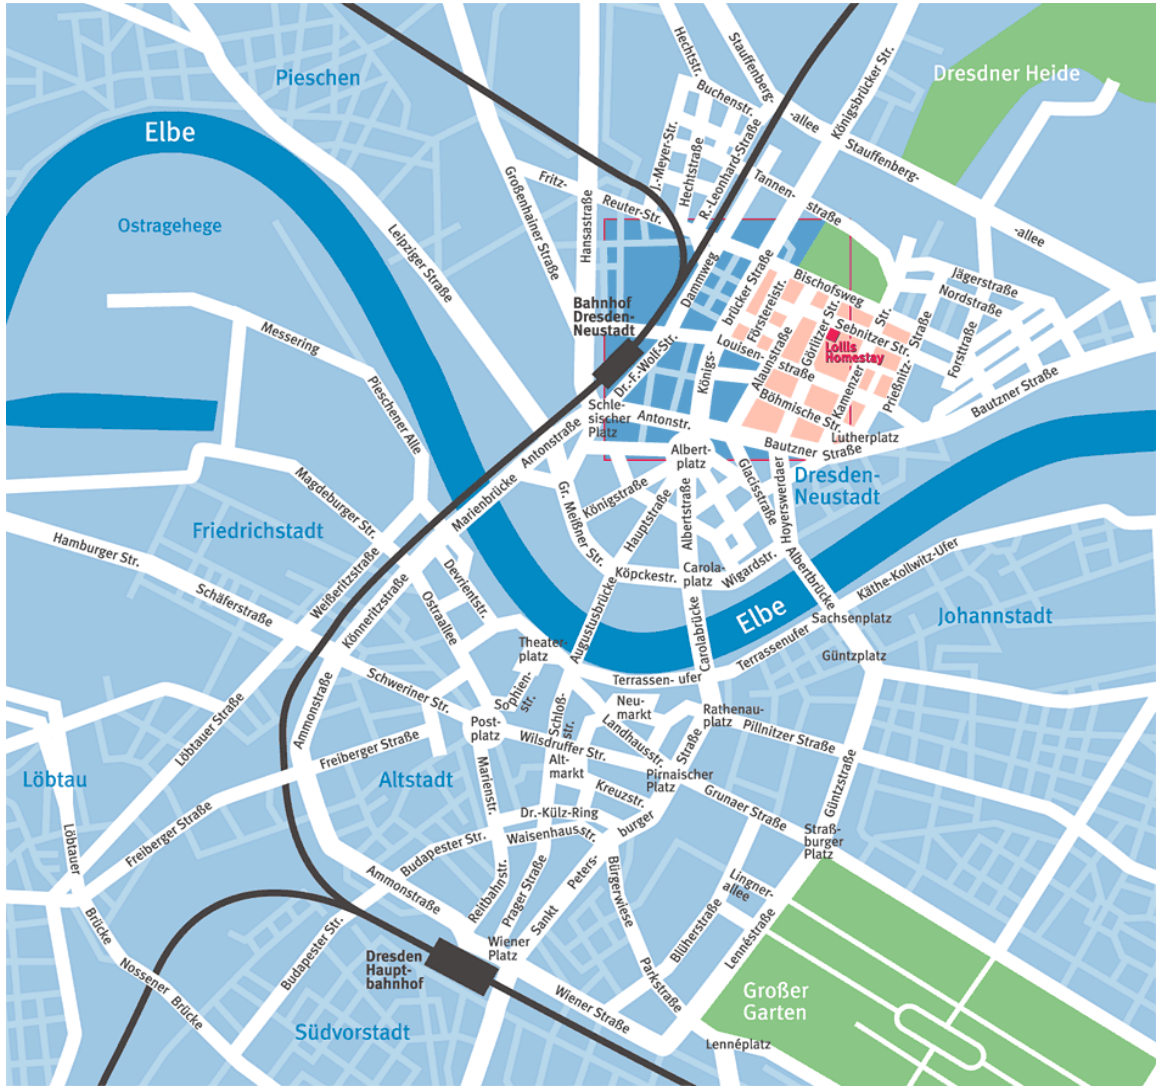 Pieschen
Elbe
Ostragehege
Dresdner Heide
Hechtstr.
Stauffenberg-
-allee
Stauffenberg-
-allee
Königsbrücker Str.
Buchenstr.
J.-Meyer-Str.
Hechtstraße
R.-Leonhard-Straße
Tannen-
straße
Fritz-
Reuter-Str.
Großenhainer Straße
Hansastraße
Leipziger Straße
Dammweg
Bahnhof
Dresden-
Neustadt
Dr.-F.-Wolf-Str.
Königs-
brücker Straße
Bischofsweg
Förstereistr.
Louisen-
straße
Alaunstraße
Görlitzer Str.
Sebnitzer Str.
Kamenzer
Str.
Lollis
Homestay
Böhmische Str.
Prießnitz-
Straße
Jägerstraße
Nordstraße
Forststraße
Bautzner Straße
Bautzner Straße
Lutherplatz
Messering
Pieschener Alle
Schle-
sischer
Platz
Antonstr.
Antonstraße
Marienbrücke
Albert-
platz
Glacisstraße
Hoyerswerdaer
Dresden-
Neustadt
Königstraße
Hauptstraße
Albertstraße
Gr. Meißner Str.
Köpckestr.
Carola-
platz
Wigardstr.
Albertbrücke
Käthe-Kollwitz-Ufer
Magdeburger Str.
Friedrichstadt
Hamburger Str.
Schäferstraße
Weißeritzstraße
Könneritzstraße
Devrientstr.
Ostraallee
Augustusbrücke
Carolabrücke
Elbe
Sachsenplatz
Johannstadt
Güntzplatz
Terrassenufer
Terrassen- ufer
Theater-
platz
Sophien-
str.
Schloß-
str.
Neu-
markt
Landhausstr.
Rathenau-
platz
Pillnitzer Straße
Schweriner Str.
Post-
platz
Wilsdruffer Str.
Alt-
markt
Pirnaischer
Platz
Grunaer Straße
Güntzstraße
Straß-
burger
Platz
Ammonstraße
Löbtauer Straße
Freiberger Straße
Freiberger Straße
Löbtau
Altstadt
Marienstr.
Kreuzstr.
Dr.-Külz-Ring
Waisenhausstr.
Budapester Str.
Löbtauer
Brücke
Nossener Brücke
Ammonstraße
Budapester Str.
Reitbahnstr.
Prager Straße
Sankt
Peters-
burger
Straße
Bürgerwiese
Lingner-
allee
Blüherstraße
Lennéstraße
Parkstraße
Wiener
Platz
Dresden
Haupt-
bahnhof
Wiener Straße
Südvorstadt
Großer
Garten
Lennéplatz